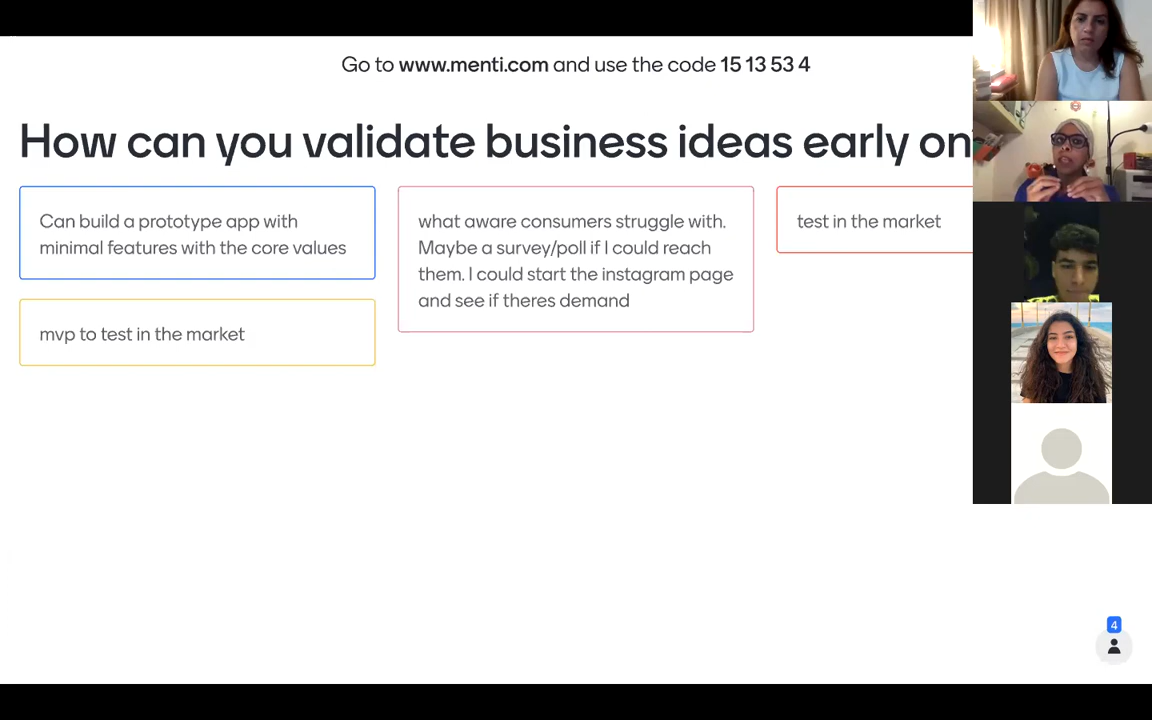 Go to www.menti.com and use the code 15 13 53 4
How can you validate business ideas early on
Can build a prototype app with
minimal features with the core values
mvp to test in the market
what aware consumers struggle with.
Maybe a survey/poll if I could reach
them. I could start the instagram page
and see if theres demand
test in the market
4